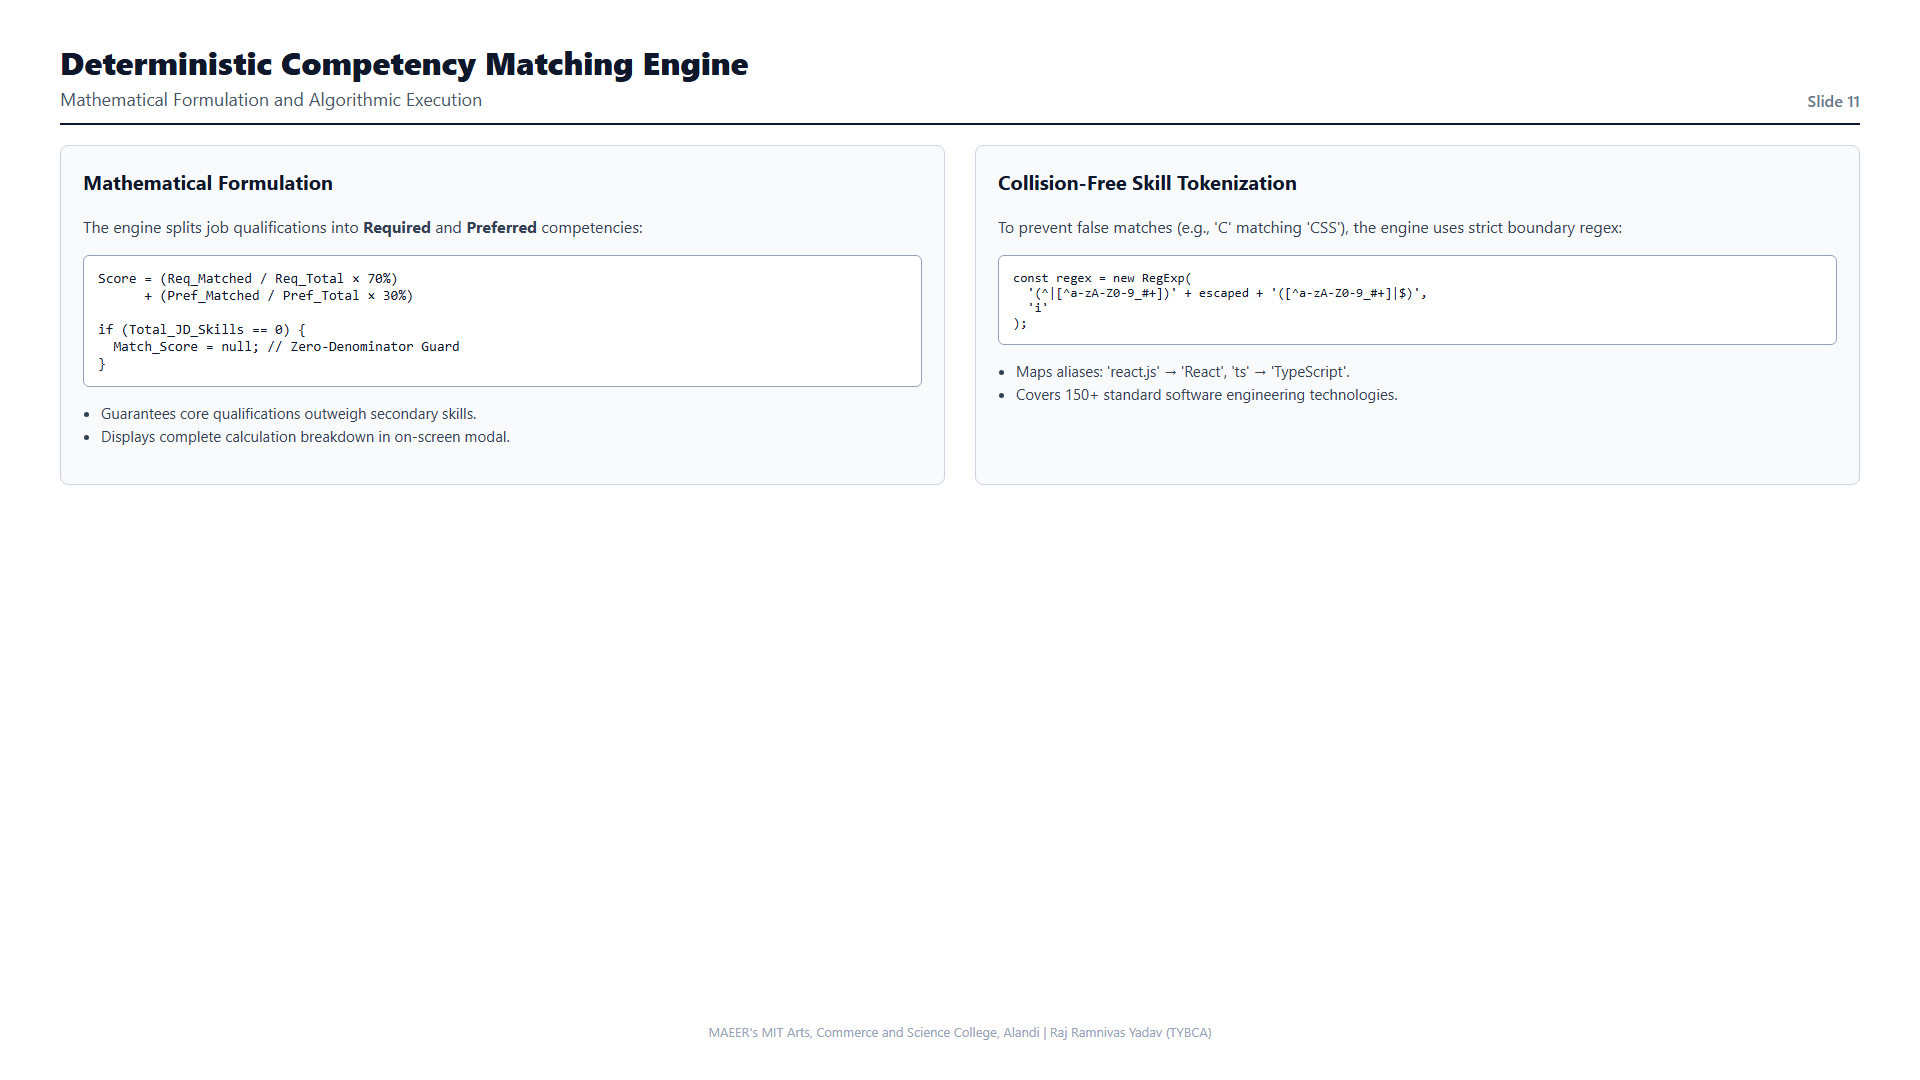 Deterministic Competency Matching Engine
Mathematical Formulation and Algorithmic Execution
Slide 11
Mathematical Formulation
The engine splits job qualifications into Required and Preferred competencies:
Score = (Req_Matched / Req_Total × 70%)
      + (Pref_Matched / Pref_Total × 30%)
if (Total_JD_Skills == 0) {
  Match_Score = null; // Zero-Denominator Guard
}
• Guarantees core qualifications outweigh secondary skills.
• Displays complete calculation breakdown in on-screen modal.
Collision-Free Skill Tokenization
To prevent false matches (e.g., 'C' matching 'CSS'), the engine uses strict boundary regex:
const regex = new RegExp(
  '(^|[^a-zA-Z0-9_#+])' + escaped + '([^a-zA-Z0-9_#+]|$)',
  'i'
);
• Maps aliases: 'react.js' → 'React', 'ts' → 'TypeScript'.
• Covers 150+ standard software engineering technologies.
MAEER's MIT Arts, Commerce and Science College, Alandi | Raj Ramnivas Yadav (TYBCA)